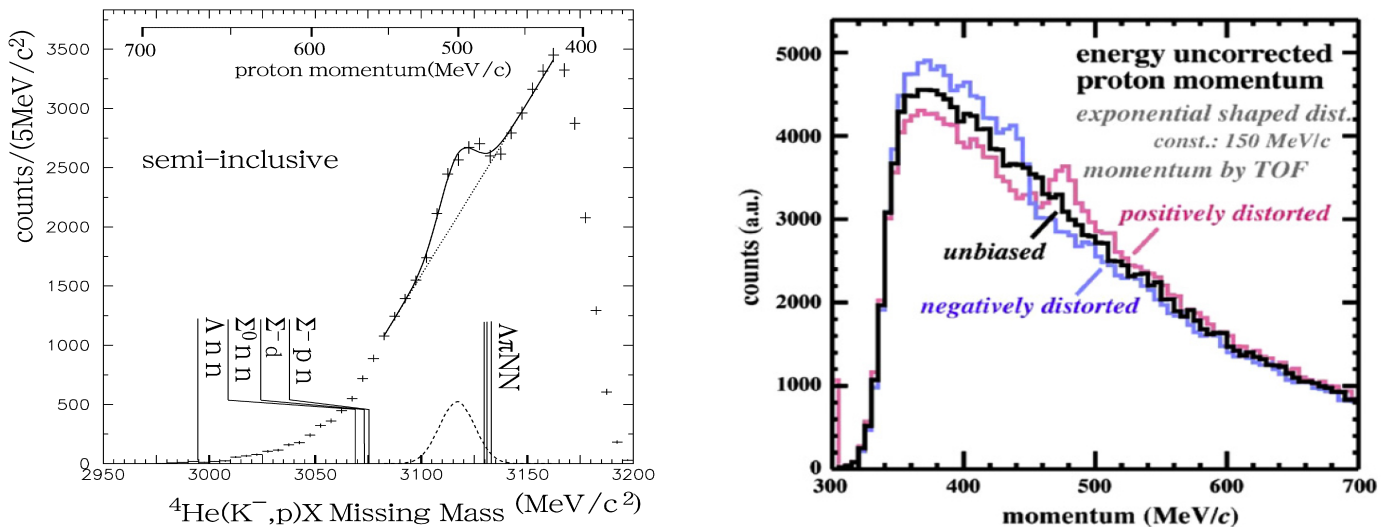 700
600
500
400
proton momentum(MeV/c)
3500
3000
2500
2000
1500
1000
500
0
counts/(5MeV/c2)
semi-inclusive
Λnn
Σ⁰nn
Σ⁻d
Σ⁻pn
ΛπNN
2950
3000
3050
3100
3150
3200
⁴He(K⁻,p)X Missing Mass (MeV/c²)
5000
4000
3000
2000
1000
0
counts (a.u.)
energy uncorrected
proton momentum
exponential shaped dist.
const.: 150 MeV/c
momentum by TOF
positively distorted
unbiased
negatively distorted
300
400
500
600
700
momentum (MeV/c)